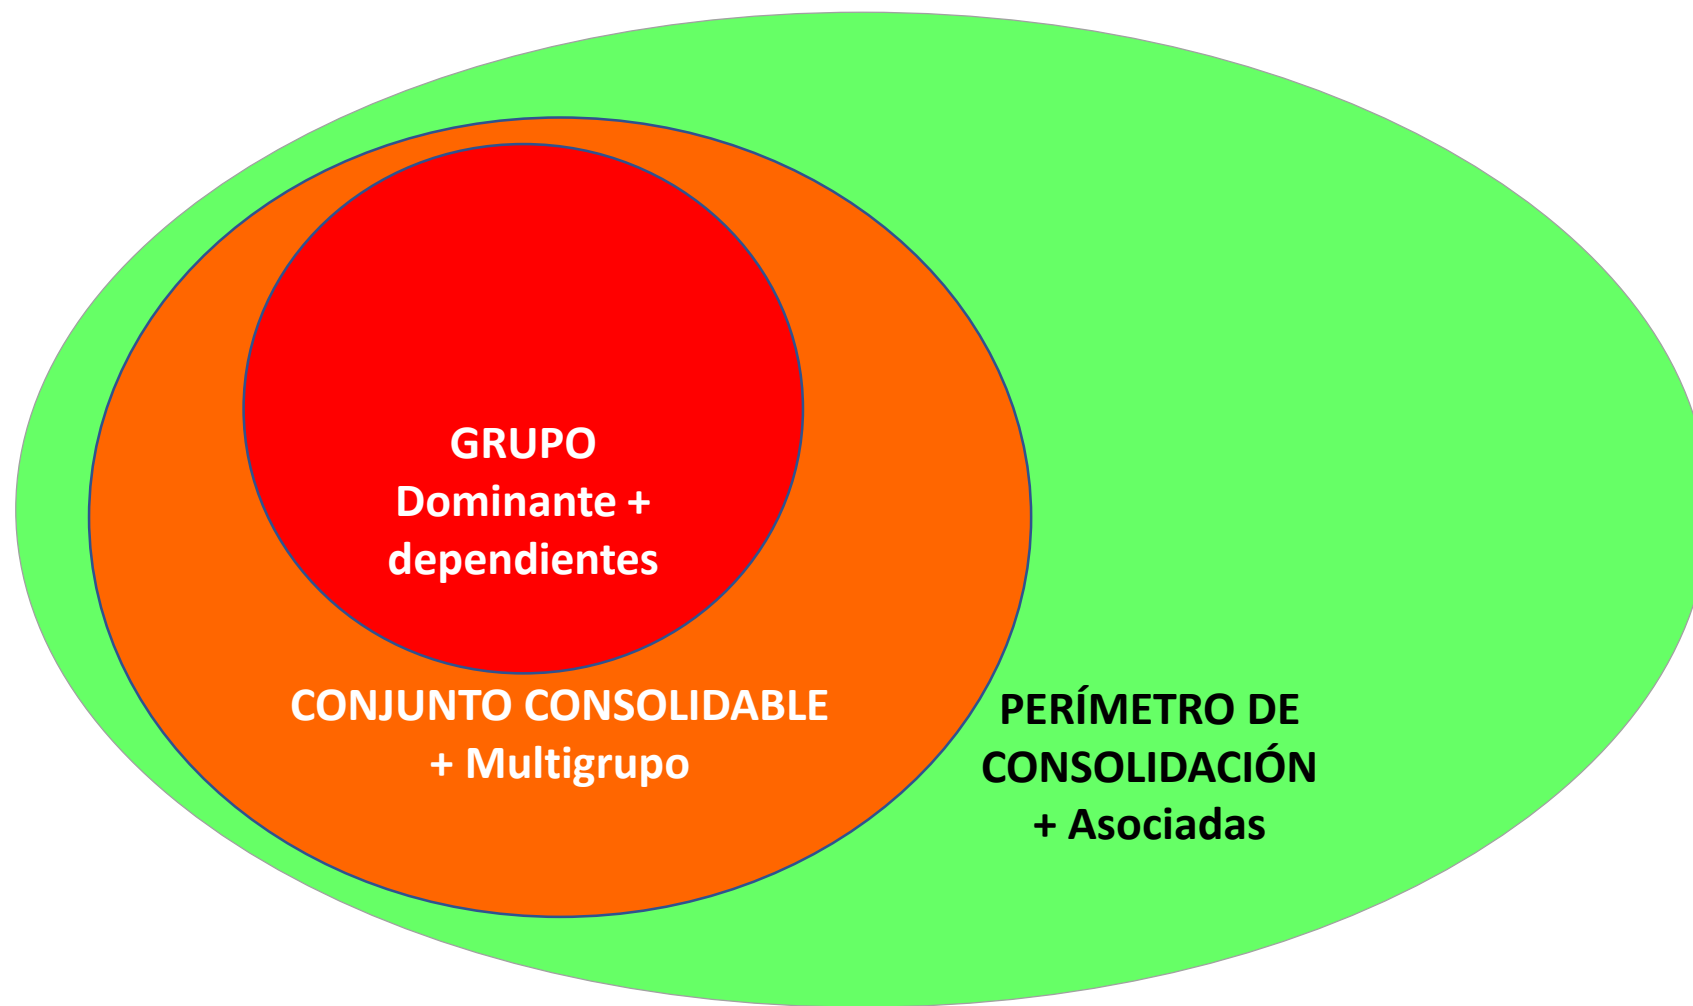 GRUPO
Dominante +
dependientes
CONJUNTO CONSOLIDABLE
+ Multigrupo
PERÍMETRO DE
CONSOLIDACIÓN
+ Asociadas